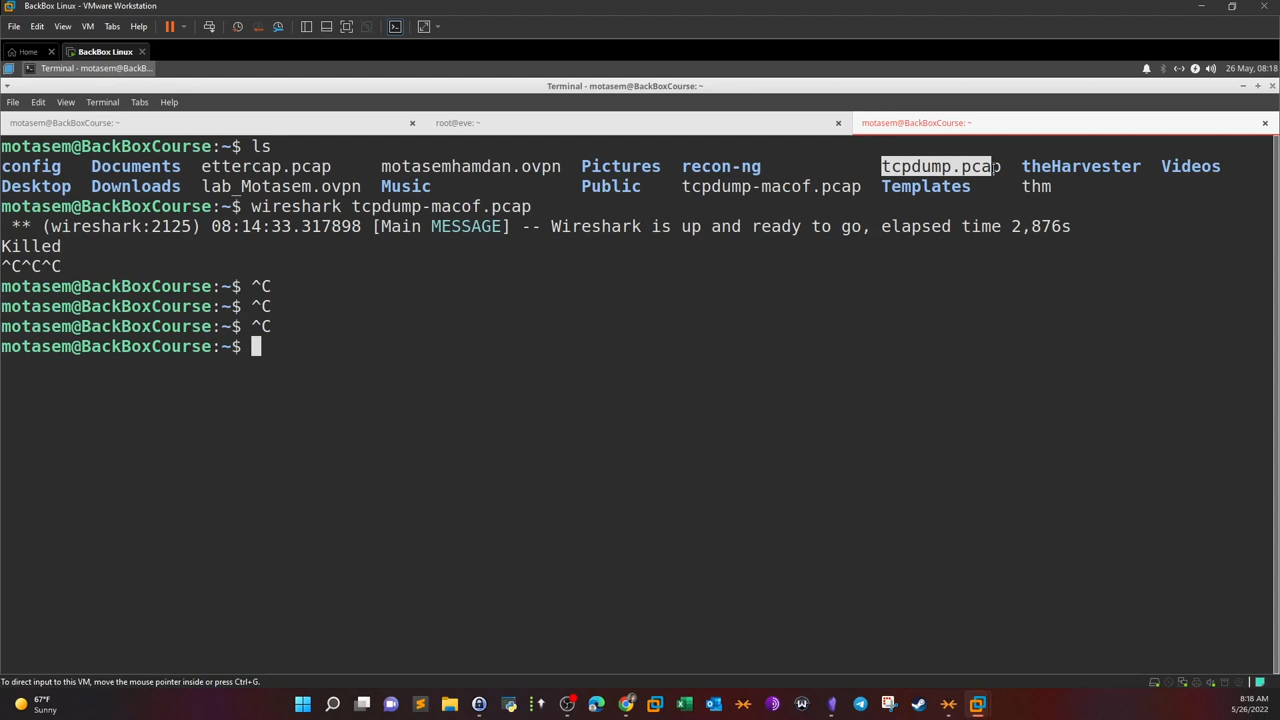 BackBox Linux - VMware Workstation
File Edit View VM Tabs Help
Home BackBox Linux
Terminal - motasem@BackB... 26 May, 08:18
Terminal - motasem@BackBoxCourse: ~
File Edit View Terminal Tabs Help
motasem@BackBoxCourse: ~ root@eve: ~ motasem@BackBoxCourse: ~
motasem@BackBoxCourse:~$ ls
config Documents ettercap.pcap motasemhamdan.ovpn Pictures recon-ng tcpdump.pcap theHarvester Videos
Desktop Downloads lab_Motasem.ovpn Music Public tcpdump-macof.pcap Templates thm
motasem@BackBoxCourse:~$ wireshark tcpdump-macof.pcap
** (wireshark:2125) 08:14:33.317898 [Main MESSAGE] -- Wireshark is up and ready to go, elapsed time 2,876s
Killed
^C^C^C
motasem@BackBoxCourse:~$ ^C
motasem@BackBoxCourse:~$ ^C
motasem@BackBoxCourse:~$ ^C
motasem@BackBoxCourse:~$
To direct input to this VM, move the mouse pointer inside or press Ctrl+G.
67°F
Sunny
8:18 AM
5/26/2022